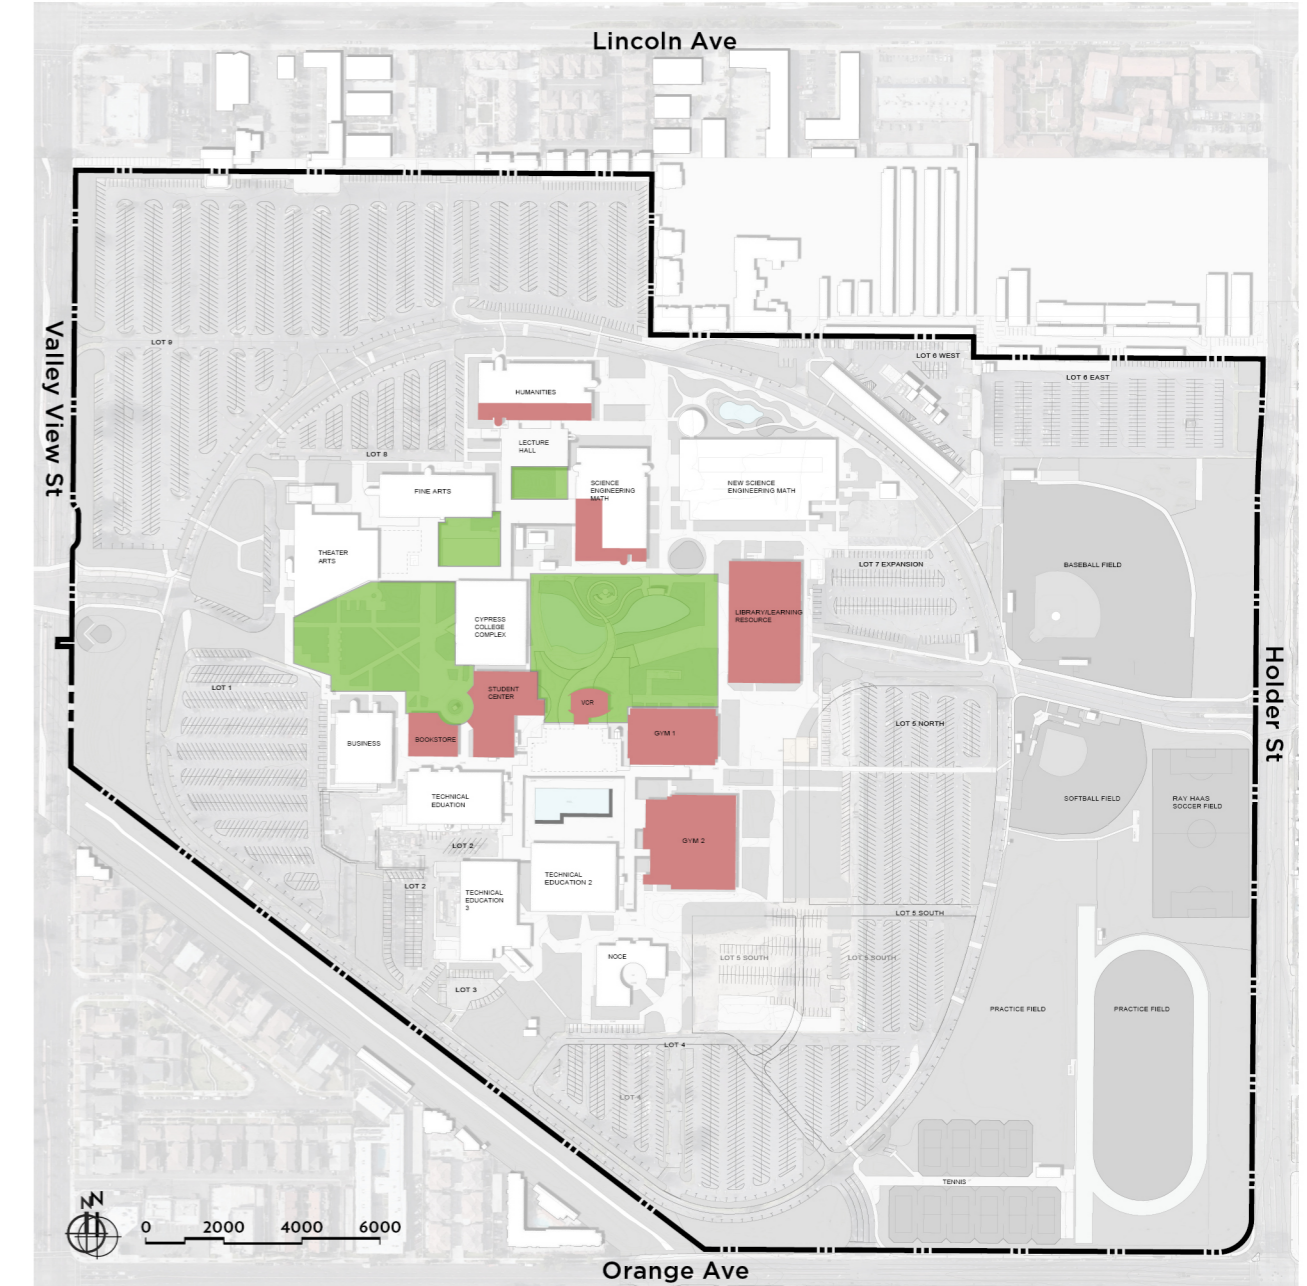 Lincoln Ave
Valley View St
Holder St
LOT 9
LOT 6 WEST
LOT 6 EAST
HUMANITIES
LECTURE
HALL
LOT 8
FINE ARTS
SCIENCE
ENGINEERING
MATH
NEW SCIENCE
ENGINEERING MATH
THEATER
ARTS
LOT 7 EXPANSION
BASEBALL FIELD
CYPRESS
COLLEGE
COMPLEX
LIBRARY/LEARNING
RESOURCE
LOT 1
STUDENT
CENTER
VCR
LOT 5 NORTH
BUSINESS
BOOKSTORE
GYM 1
TECHNICAL
EDUATION
SOFTBALL FIELD
RAY HAAS
SOCCER FIELD
LOT 2
GYM 2
LOT 2
TECHNICAL
EDUCATION
3
TECHNICAL
EDUCATION 2
LOT 5 SOUTH
NOCE
LOT 5 SOUTH
LOT 5 SOUTH
LOT 3
PRACTICE FIELD
PRACTICE FIELD
LOT 4
LOT 4
TENNIS
N
N
0 2000 4000 6000
Orange Ave